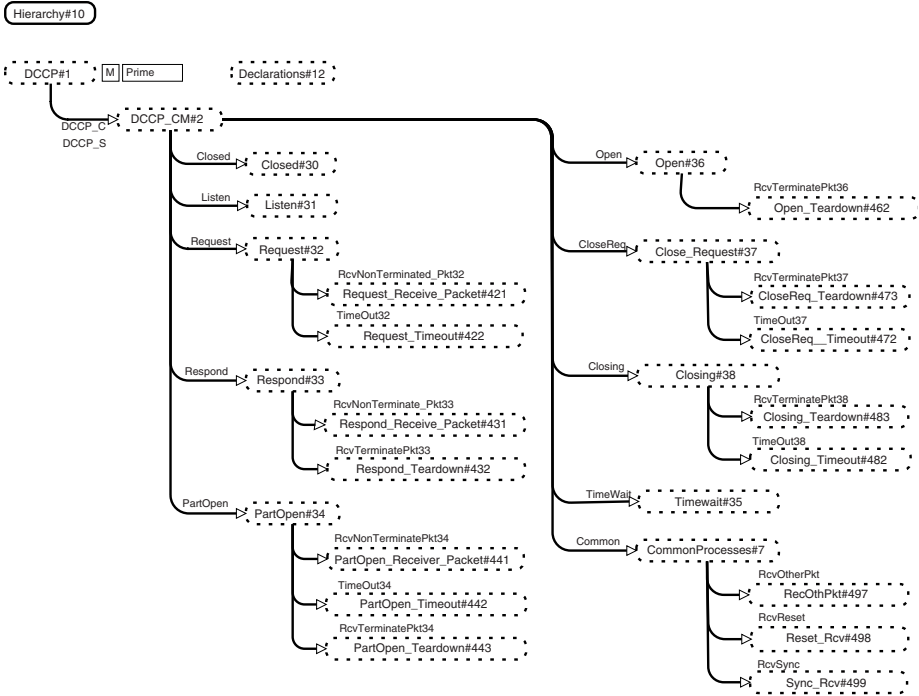 Hierarchy#10
DCCP#1
M
Prime
Declarations#12
DCCP_C
DCCP_S
DCCP_CM#2
Closed
Closed#30
Listen
Listen#31
Request
Request#32
RcvNonTerminated_Pkt32
Request_Receive_Packet#421
TimeOut32
Request_Timeout#422
Respond
Respond#33
RcvNonTerminate_Pkt33
Respond_Receive_Packet#431
RcvTerminatePkt33
Respond_Teardown#432
PartOpen
PartOpen#34
RcvNonTerminatePkt34
PartOpen_Receiver_Packet#441
TimeOut34
PartOpen_Timeout#442
RcvTerminatePkt34
PartOpen_Teardown#443
Open
Open#36
RcvTerminatePkt36
Open_Teardown#462
CloseReq
Close_Request#37
RcvTerminatePkt37
CloseReq_Teardown#473
TimeOut37
CloseReq__Timeout#472
Closing
Closing#38
RcvTerminatePkt38
Closing_Teardown#483
TimeOut38
Closing_Timeout#482
TimeWait
Timewait#35
Common
CommonProcesses#7
RcvOtherPkt
RecOthPkt#497
RcvReset
Reset_Rcv#498
RcvSync
Sync_Rcv#499